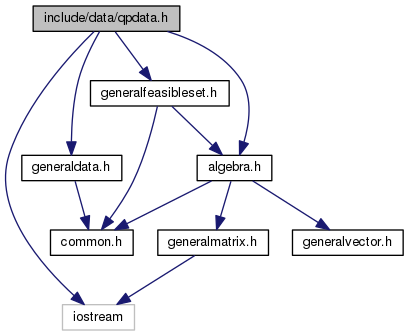 include/data/qpdata.h
generalfeasibleset.h
generaldata.h
algebra.h
common.h
generalmatrix.h
generalvector.h
iostream